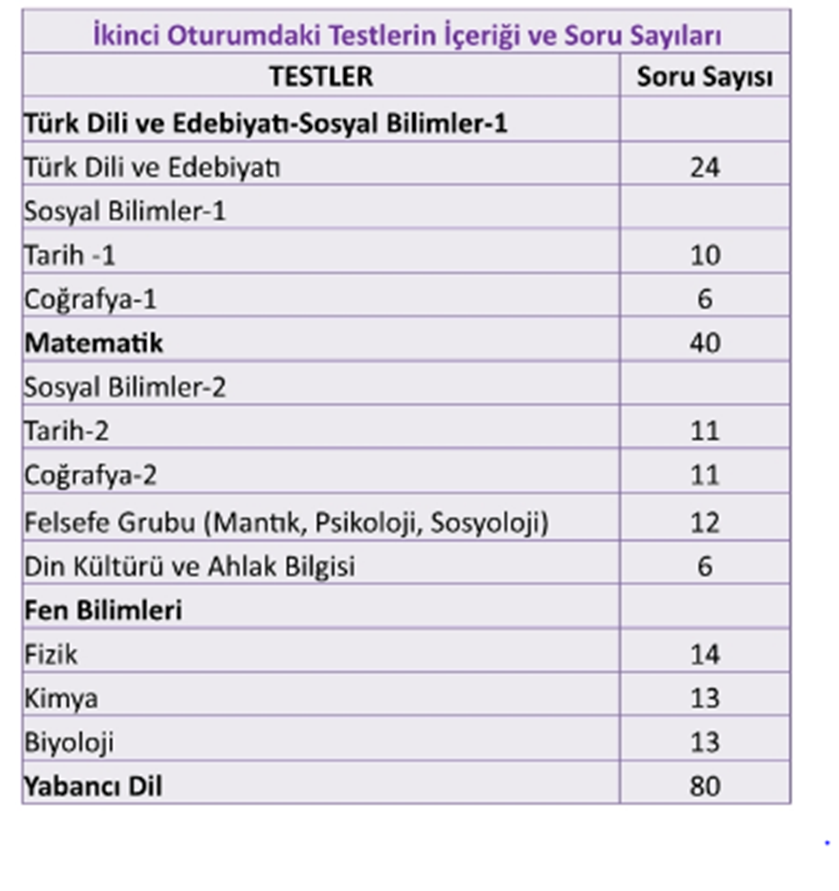 İkinci Oturumdaki Testlerin İçeriği ve Soru Sayıları
TESTLER Soru Sayısı
Türk Dili ve Edebiyatı-Sosyal Bilimler-1
Türk Dili ve Edebiyatı 24
Sosyal Bilimler-1
Tarih -1 10
Coğrafya-1 6
Matematik 40
Sosyal Bilimler-2
Tarih-2 11
Coğrafya-2 11
Felsefe Grubu (Mantık, Psikoloji, Sosyoloji) 12
Din Kültürü ve Ahlak Bilgisi 6
Fen Bilimleri
Fizik 14
Kimya 13
Biyoloji 13
Yabancı Dil 80